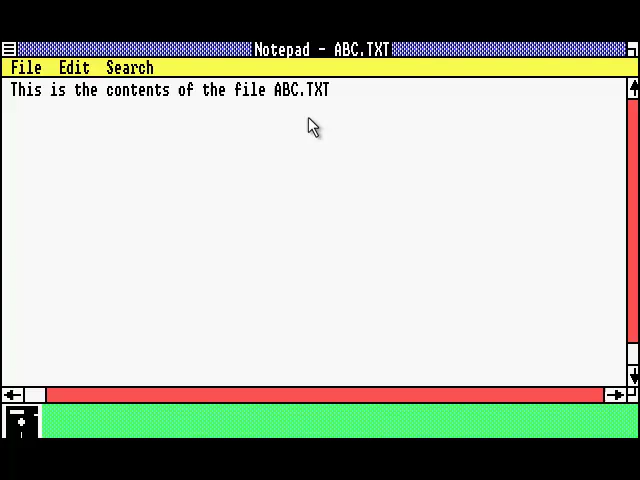 Notepad - ABC.TXT
File Edit Search
This is the contents of the file ABC.TXT